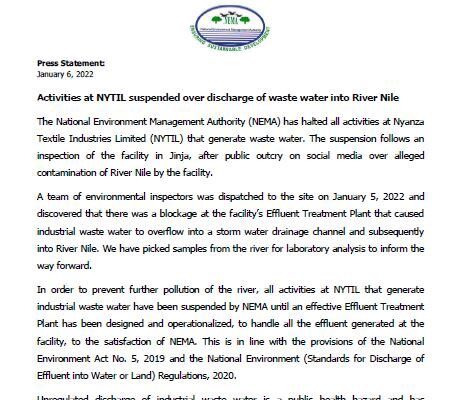 NEMA
National Environment Management Authority
ENSURING SUSTAINABLE DEVELOPMENT
Press Statement:
January 6, 2022
Activities at NYTIL suspended over discharge of waste water into River Nile
The National Environment Management Authority (NEMA) has halted all activities at Nyanza
Textile Industries Limited (NYTIL) that generate waste water. The suspension follows an
inspection of the facility in Jinja, after public outcry on social media over alleged
contamination of River Nile by the facility.
A team of environmental inspectors was dispatched to the site on January 5, 2022 and
discovered that there was a blockage at the facility's Effluent Treatment Plant that caused
industrial waste water to overflow into a storm water drainage channel and subsequently
into River Nile. We have picked samples from the river for laboratory analysis to inform the
way forward.
In order to prevent further pollution of the river, all activities at NYTIL that generate
industrial waste water have been suspended by NEMA until an effective Effluent Treatment
Plant has been designed and operationalized, to handle all the effluent generated at the
facility, to the satisfaction of NEMA. This is in line with the provisions of the National
Environment Act No. 5, 2019 and the National Environment (Standards for Discharge of
Effluent into Water or Land) Regulations, 2020.
Unregulated discharge of industrial waste water is a public health hazard and has